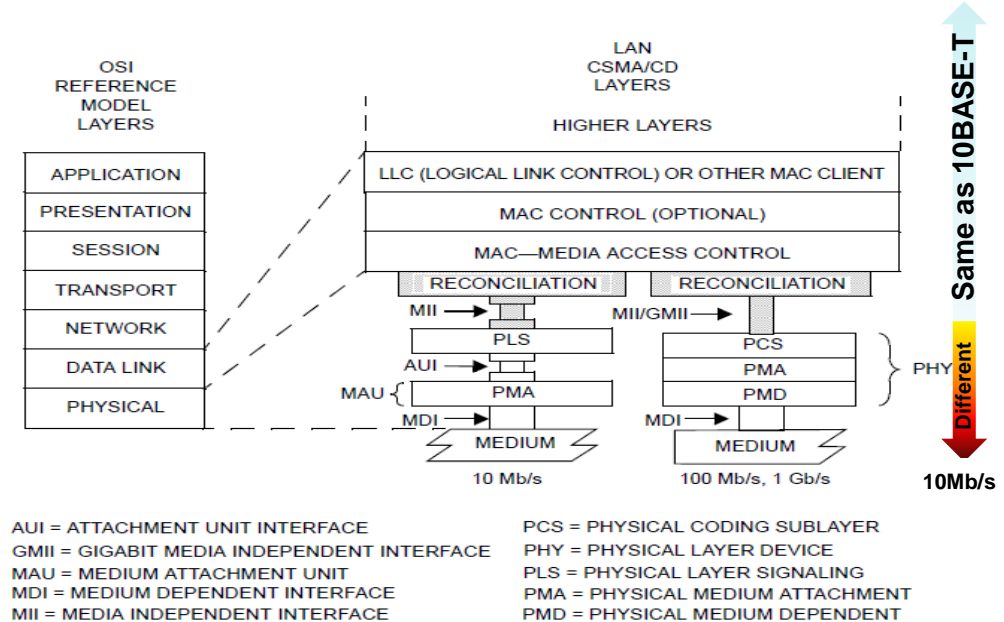 OSI
REFERENCE
MODEL
LAYERS
APPLICATION
PRESENTATION
SESSION
TRANSPORT
NETWORK
DATA LINK
PHYSICAL
LAN
CSMA/CD
LAYERS
HIGHER LAYERS
LLC (LOGICAL LINK CONTROL) OR OTHER MAC CLIENT
MAC CONTROL (OPTIONAL)
MAC—MEDIA ACCESS CONTROL
RECONCILIATION
MII
PLS
AUI
MAU
PMA
MDI
MEDIUM
10 Mb/s
RECONCILIATION
MII/GMII
PCS
PMA
PMD
PHY
MDI
MEDIUM
100 Mb/s, 1 Gb/s
Same as 10BASE-T
Different
10Mb/s
AUI = ATTACHMENT UNIT INTERFACE
GMII = GIGABIT MEDIA INDEPENDENT INTERFACE
MAU = MEDIUM ATTACHMENT UNIT
MDI = MEDIUM DEPENDENT INTERFACE
MII = MEDIA INDEPENDENT INTERFACE
PCS = PHYSICAL CODING SUBLAYER
PHY = PHYSICAL LAYER DEVICE
PLS = PHYSICAL LAYER SIGNALING
PMA = PHYSICAL MEDIUM ATTACHMENT
PMD = PHYSICAL MEDIUM DEPENDENT